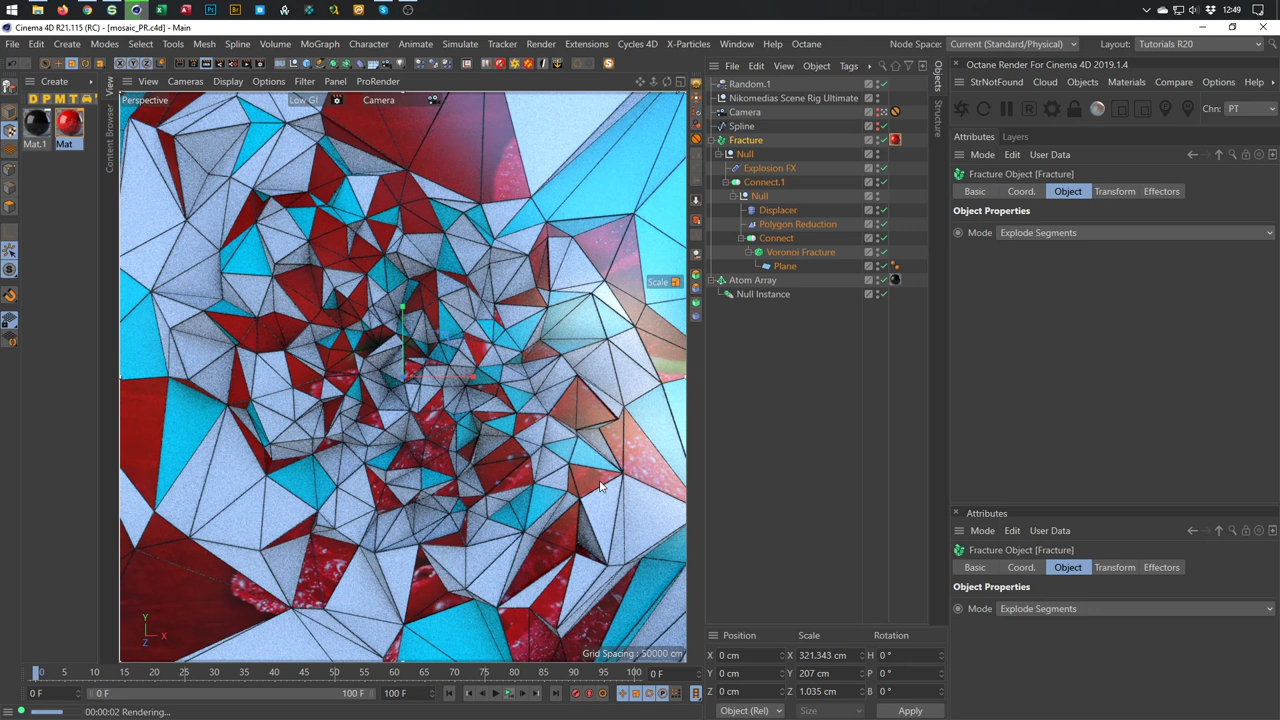 12:49
Cinema 4D R21.115 (RC) - [mosaic_PR.c4d] - Main
File Edit Create Modes Select Tools Mesh Spline Volume MoGraph Character Animate Simulate Tracker Render Extensions Cycles 4D X-Particles Window Help Octane
Node Space: Current (Standard/Physical) Layout: Tutorials R20
Create
D P M T
Mat.1 Mat
View
Content Browser
View Cameras Display Options Filter Panel ProRender
Perspective Low GI Camera
Scale
Y
X
Z
Grid Spacing : 50000 cm
File Edit View Object Tags
Random.1
Nikomedias Scene Rig Ultimate
Camera
Spline
Fracture
Null
Explosion FX
Connect.1
Null
Displacer
Polygon Reduction
Connect
Voronoi Fracture
Plane
Atom Array
Null Instance
Objects
Structure
Octane Render For Cinema 4D 2019.1.4
StrNotFound Cloud Objects Materials Compare Options Help
Chn: PT
Attributes Layers
Mode Edit User Data
Fracture Object [Fracture]
Basic Coord. Object Transform Effectors
Object Properties
Mode Explode Segments
Attributes
Mode Edit User Data
Fracture Object [Fracture]
Basic Coord. Object Transform Effectors
Object Properties
Mode Explode Segments
Position Scale Rotation
X 0 cm X 321.343 cm H 0 °
Y 0 cm Y 207 cm P 0 °
Z 0 cm Z 1.035 cm B 0 °
Object (Rel) Size Apply
0 5 10 15 20 25 30 35 40 45 50 55 60 65 70 75 80 85 90 95 100 0 F
0 F 0 F 100 F 100 F
00:00:02 Rendering...